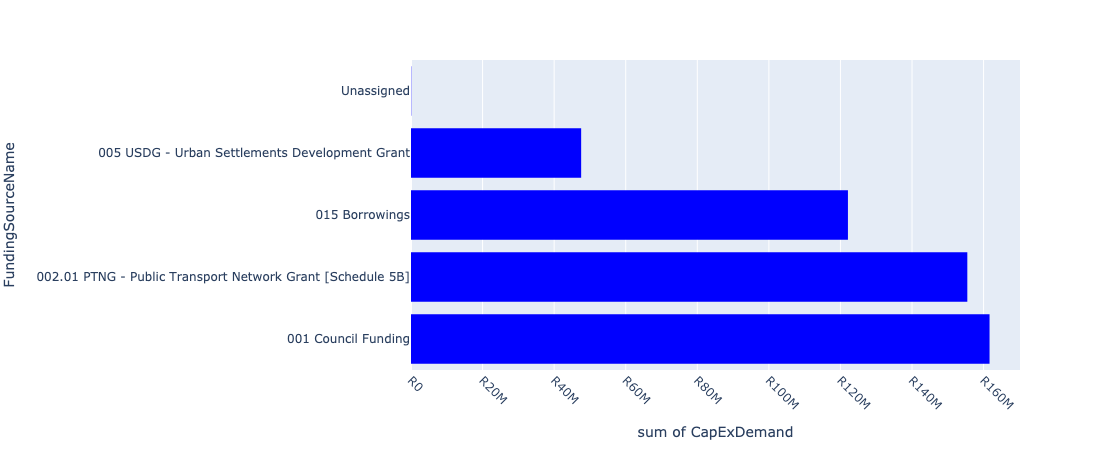 FundingSourceName
Unassigned
005 USDG - Urban Settlements Development Grant
015 Borrowings
002.01 PTNG - Public Transport Network Grant [Schedule 5B]
001 Council Funding
R0
R20M
R40M
R60M
R80M
R100M
R120M
R140M
R160M
sum of CapExDemand